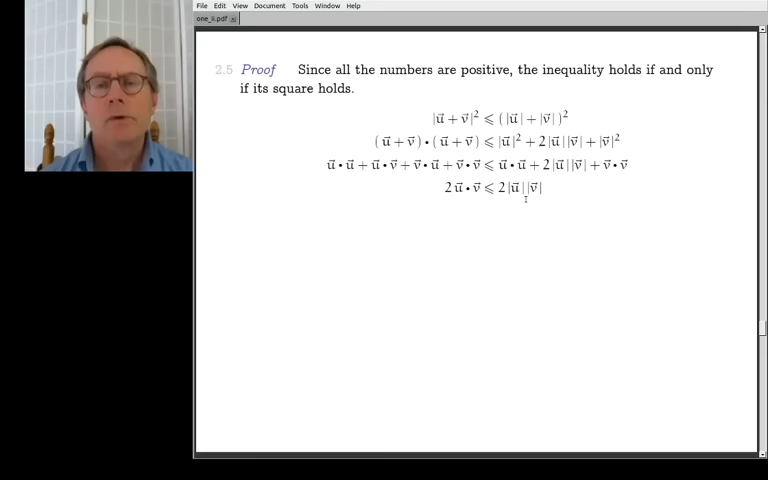 File Edit View Document Tools Window Help
one_ii.pdf
2.5 Proof Since all the numbers are positive, the inequality holds if and only
if its square holds.
|u⃗ + v⃗|² ⩽ (|u⃗| + |v⃗|)²
(u⃗ + v⃗) • (u⃗ + v⃗) ⩽ |u⃗|² + 2|u⃗||v⃗| + |v⃗|²
u⃗ • u⃗ + u⃗ • v⃗ + v⃗ • u⃗ + v⃗ • v⃗ ⩽ u⃗ • u⃗ + 2|u⃗||v⃗| + v⃗ • v⃗
2u⃗ • v⃗ ⩽ 2|u⃗||v⃗|